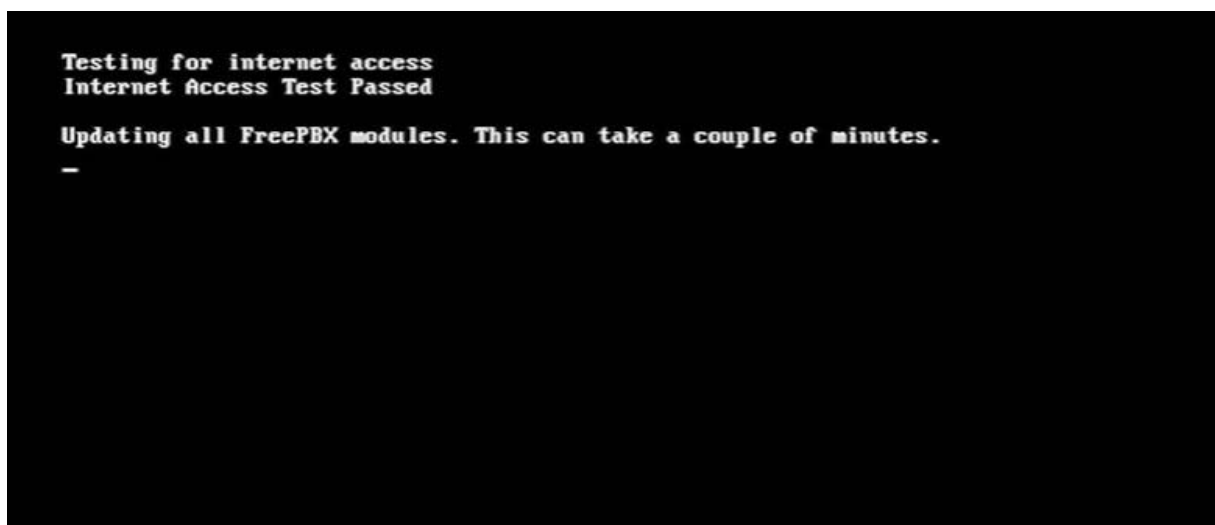 Testing for internet access
Internet Access Test Passed
Updating all FreePBX modules. This can take a couple of minutes.